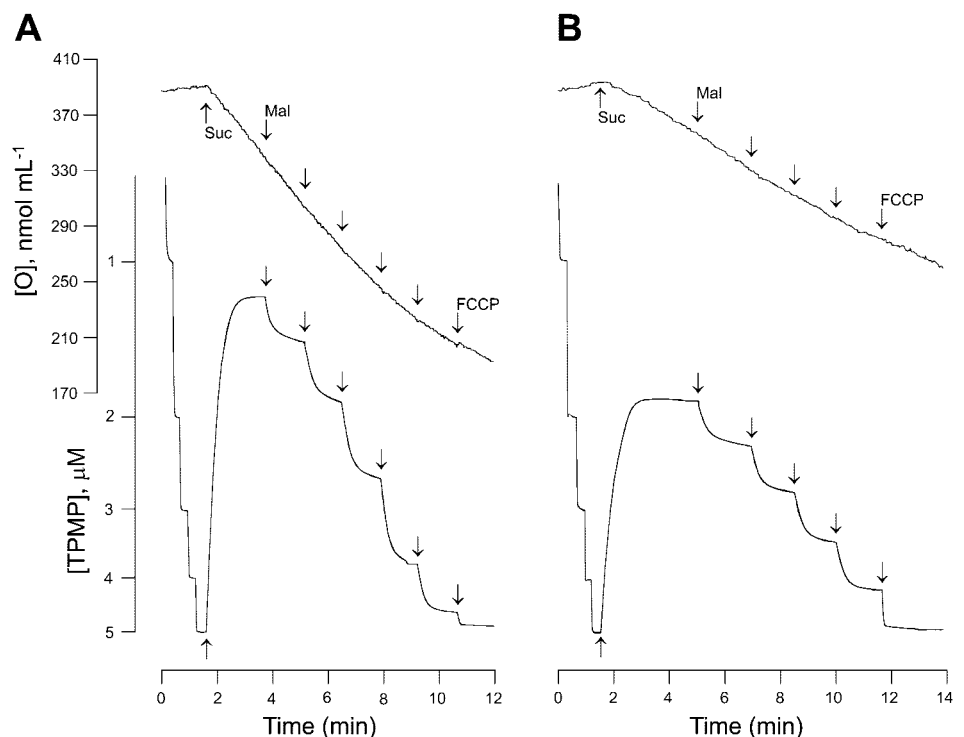 A
B
410
370
330
290
250
210
170
[O], nmol mL⁻¹
1
2
3
4
5
[TPMP], μM
Suc
Mal
FCCP
Suc
Mal
FCCP
0 2 4 6 8 10 12
Time (min)
0 2 4 6 8 10 12 14
Time (min)